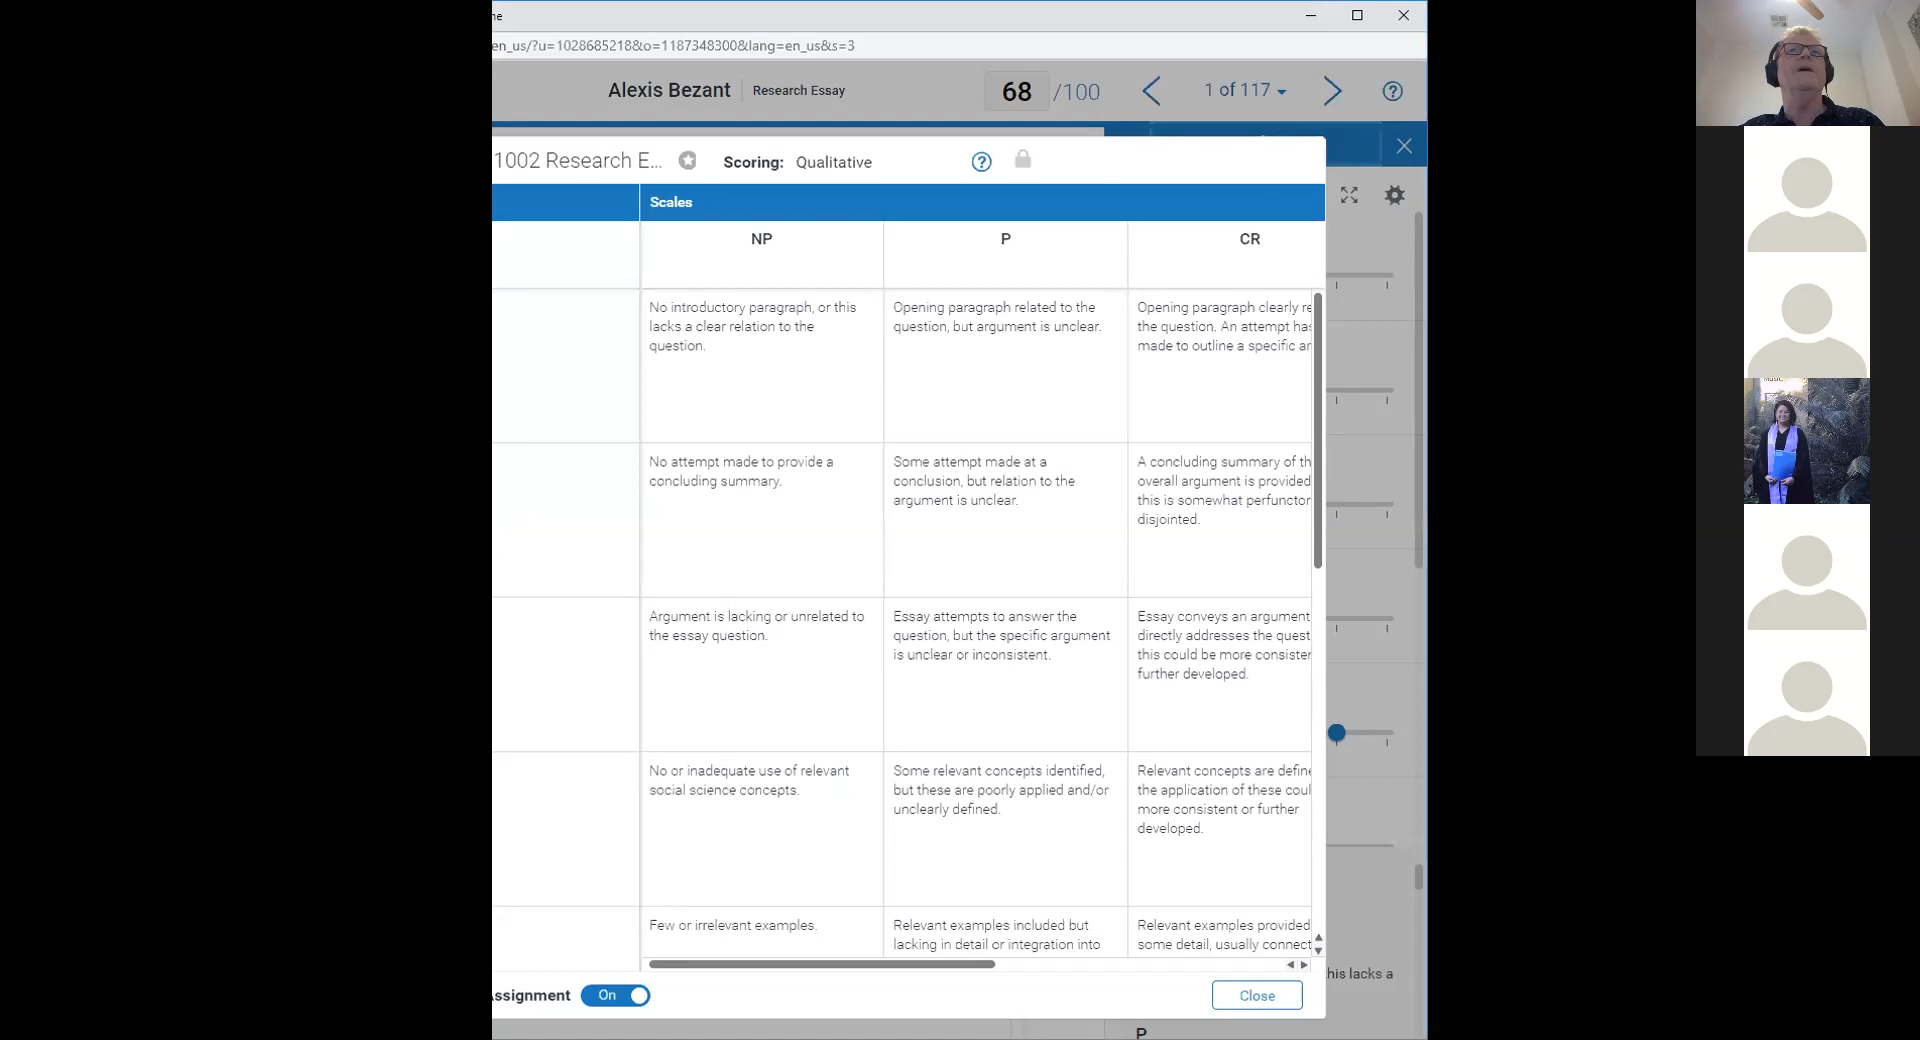 ne
en_us/?u=1028685218&o=1187348300&lang=en_us&s=3
Alexis Bezant Research Essay 68 /100 1 of 117
1002 Research E... Scoring: Qualitative
Scales
NP P CR
No introductory paragraph, or this
lacks a clear relation to the
question.
Opening paragraph related to the
question, but argument is unclear.
Opening paragraph clearly re
the question. An attempt has
made to outline a specific ar
No attempt made to provide a
concluding summary.
Some attempt made at a
conclusion, but relation to the
argument is unclear.
A concluding summary of th
overall argument is provided
this is somewhat perfunctor
disjointed.
Argument is lacking or unrelated to
the essay question.
Essay attempts to answer the
question, but the specific argument
is unclear or inconsistent.
Essay conveys an argument
directly addresses the quest
this could be more consister
further developed.
No or inadequate use of relevant
social science concepts.
Some relevant concepts identified,
but these are poorly applied and/or
unclearly defined.
Relevant concepts are define
the application of these coul
more consistent or further
developed.
Few or irrelevant examples.
Relevant examples included but
lacking in detail or integration into
Relevant examples provided
some detail, usually connect
ssignment On
Close
his lacks a
P